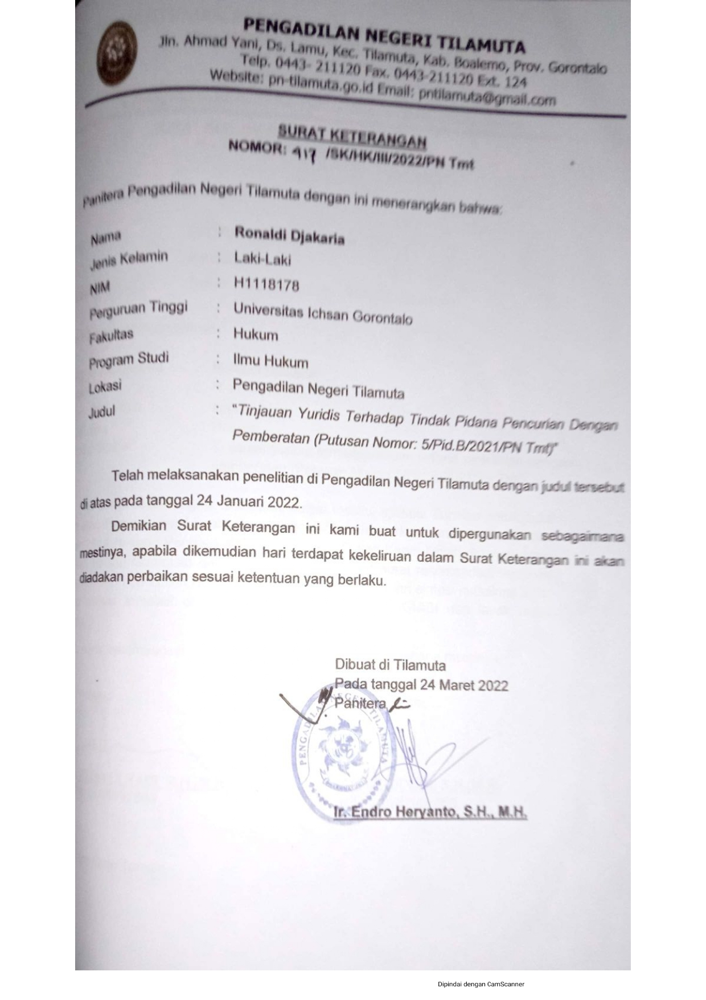 PENGADILAN NEGERI TILAMUTA
Jln. Ahmad Yani, Ds. Lamu, Kec. Tilamuta, Kab. Boalemo, Prov. Gorontalo
Telp. 0443- 211120 Fax. 0443-211120 Ext. 124
Website: pn-tilamuta.go.id Email: pntilamuta@gmail.com
SURAT KETERANGAN
NOMOR: 417 /SK/HK/III/2022/PN Tmt
Panitera Pengadilan Negeri Tilamuta dengan ini menerangkan bahwa:
Nama : Ronaldi Djakaria
Jenis Kelamin : Laki-Laki
NIM : H1118178
Perguruan Tinggi : Universitas Ichsan Gorontalo
Fakultas : Hukum
Program Studi : Ilmu Hukum
Lokasi : Pengadilan Negeri Tilamuta
Judul : "Tinjauan Yuridis Terhadap Tindak Pidana Pencurian Dengan
Pemberatan (Putusan Nomor: 5/Pid.B/2021/PN Tmt)"
Telah melaksanakan penelitian di Pengadilan Negeri Tilamuta dengan judul tersebut
di atas pada tanggal 24 Januari 2022.
Demikian Surat Keterangan ini kami buat untuk dipergunakan sebagaimana
mestinya, apabila dikemudian hari terdapat kekeliruan dalam Surat Keterangan ini akan
diadakan perbaikan sesuai ketentuan yang berlaku.
Dibuat di Tilamuta
Pada tanggal 24 Maret 2022
Panitera
PENGADILAN NEGERI TILAMUTA
Ir. Endro Heryanto, S.H., M.H.
Dipindai dengan CamScanner